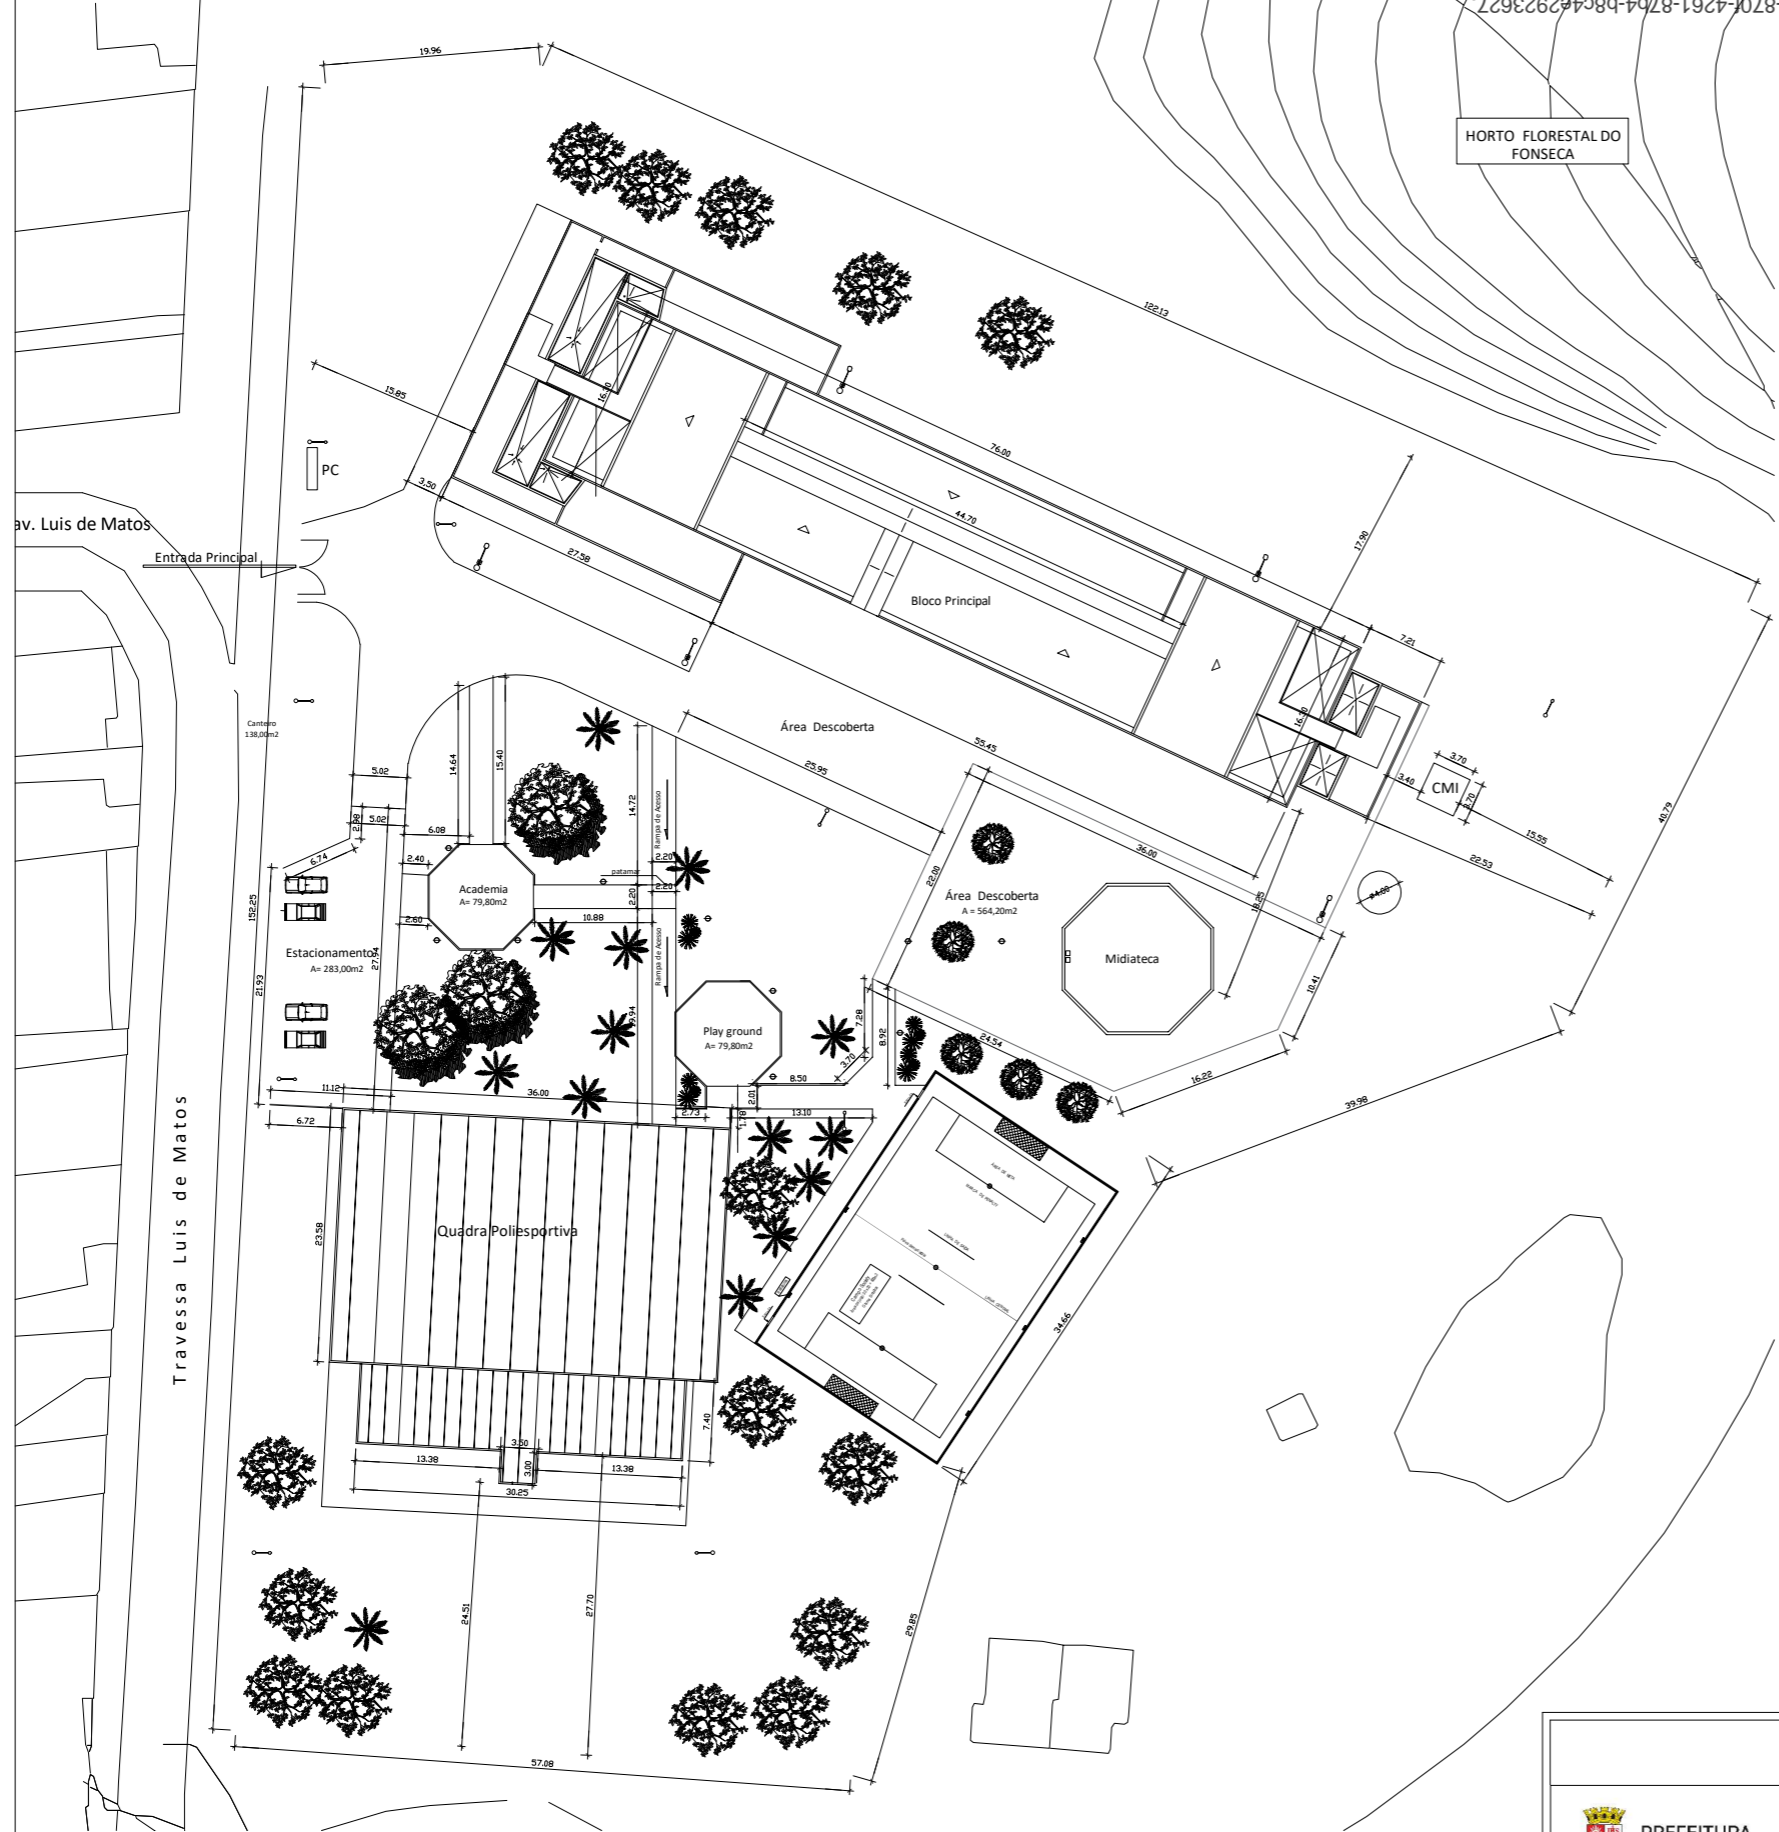 HORTO FLORESTAL DO
FONSECA
19.96
122.13
15.85
16.30
76.00
PC
3.50
44.70
17.90
av. Luis de Matos
Entrada Principal
27.58
Bloco Principal
7.21
Canteiro
138,00m2
Área Descoberta
55.45
16.30
5.02
14.64
15.40
25.95
3.70
3.40
CMI
3.70
40.79
14.72
Rampa de Acesso
2.98
5.02
6.08
6.74
2.40
2.20
36.00
15.55
22.53
patamar
2.20
2.20
Academia
A= 79,80m2
22.00
Área Descoberta
A = 564,20m2
18.25
2.60
10.88
152.25
27.94
Estacionamento
A= 283,00m2
Rampa de Acesso
Midiateca
21.93
10.41
Play ground
A= 79,80m2
7.28
8.92
24.54
3.70
8.50
11.12
36.00
2.01
16.22
6.72
2.73
1.78
13.10
39.98
Travessa Luis de Matos
23.58
Quadra Poliesportiva
34.66
7.40
3.50
13.38
3.00
13.38
30.25
24.51
27.70
29.85
57.08
PREFEITURA